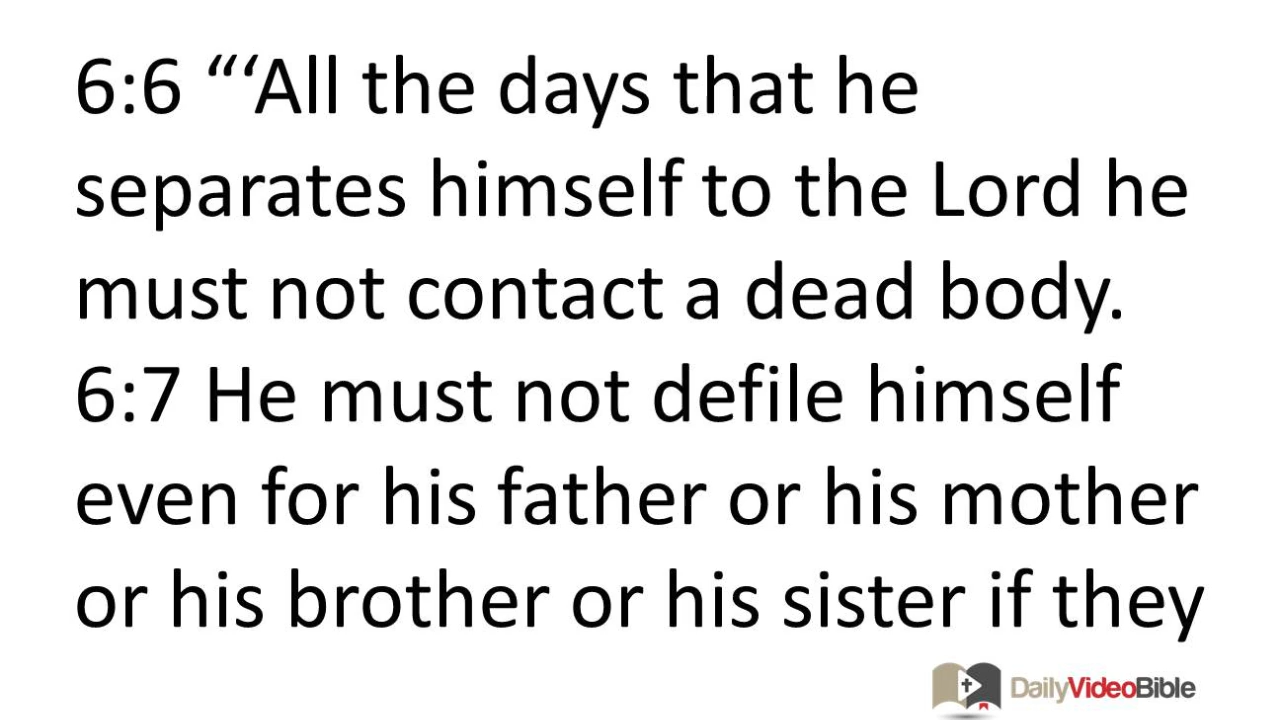 6:6 “‘All the days that he
separates himself to the Lord he
must not contact a dead body.
6:7 He must not defile himself
even for his father or his mother
or his brother or his sister if they
DailyVideoBible